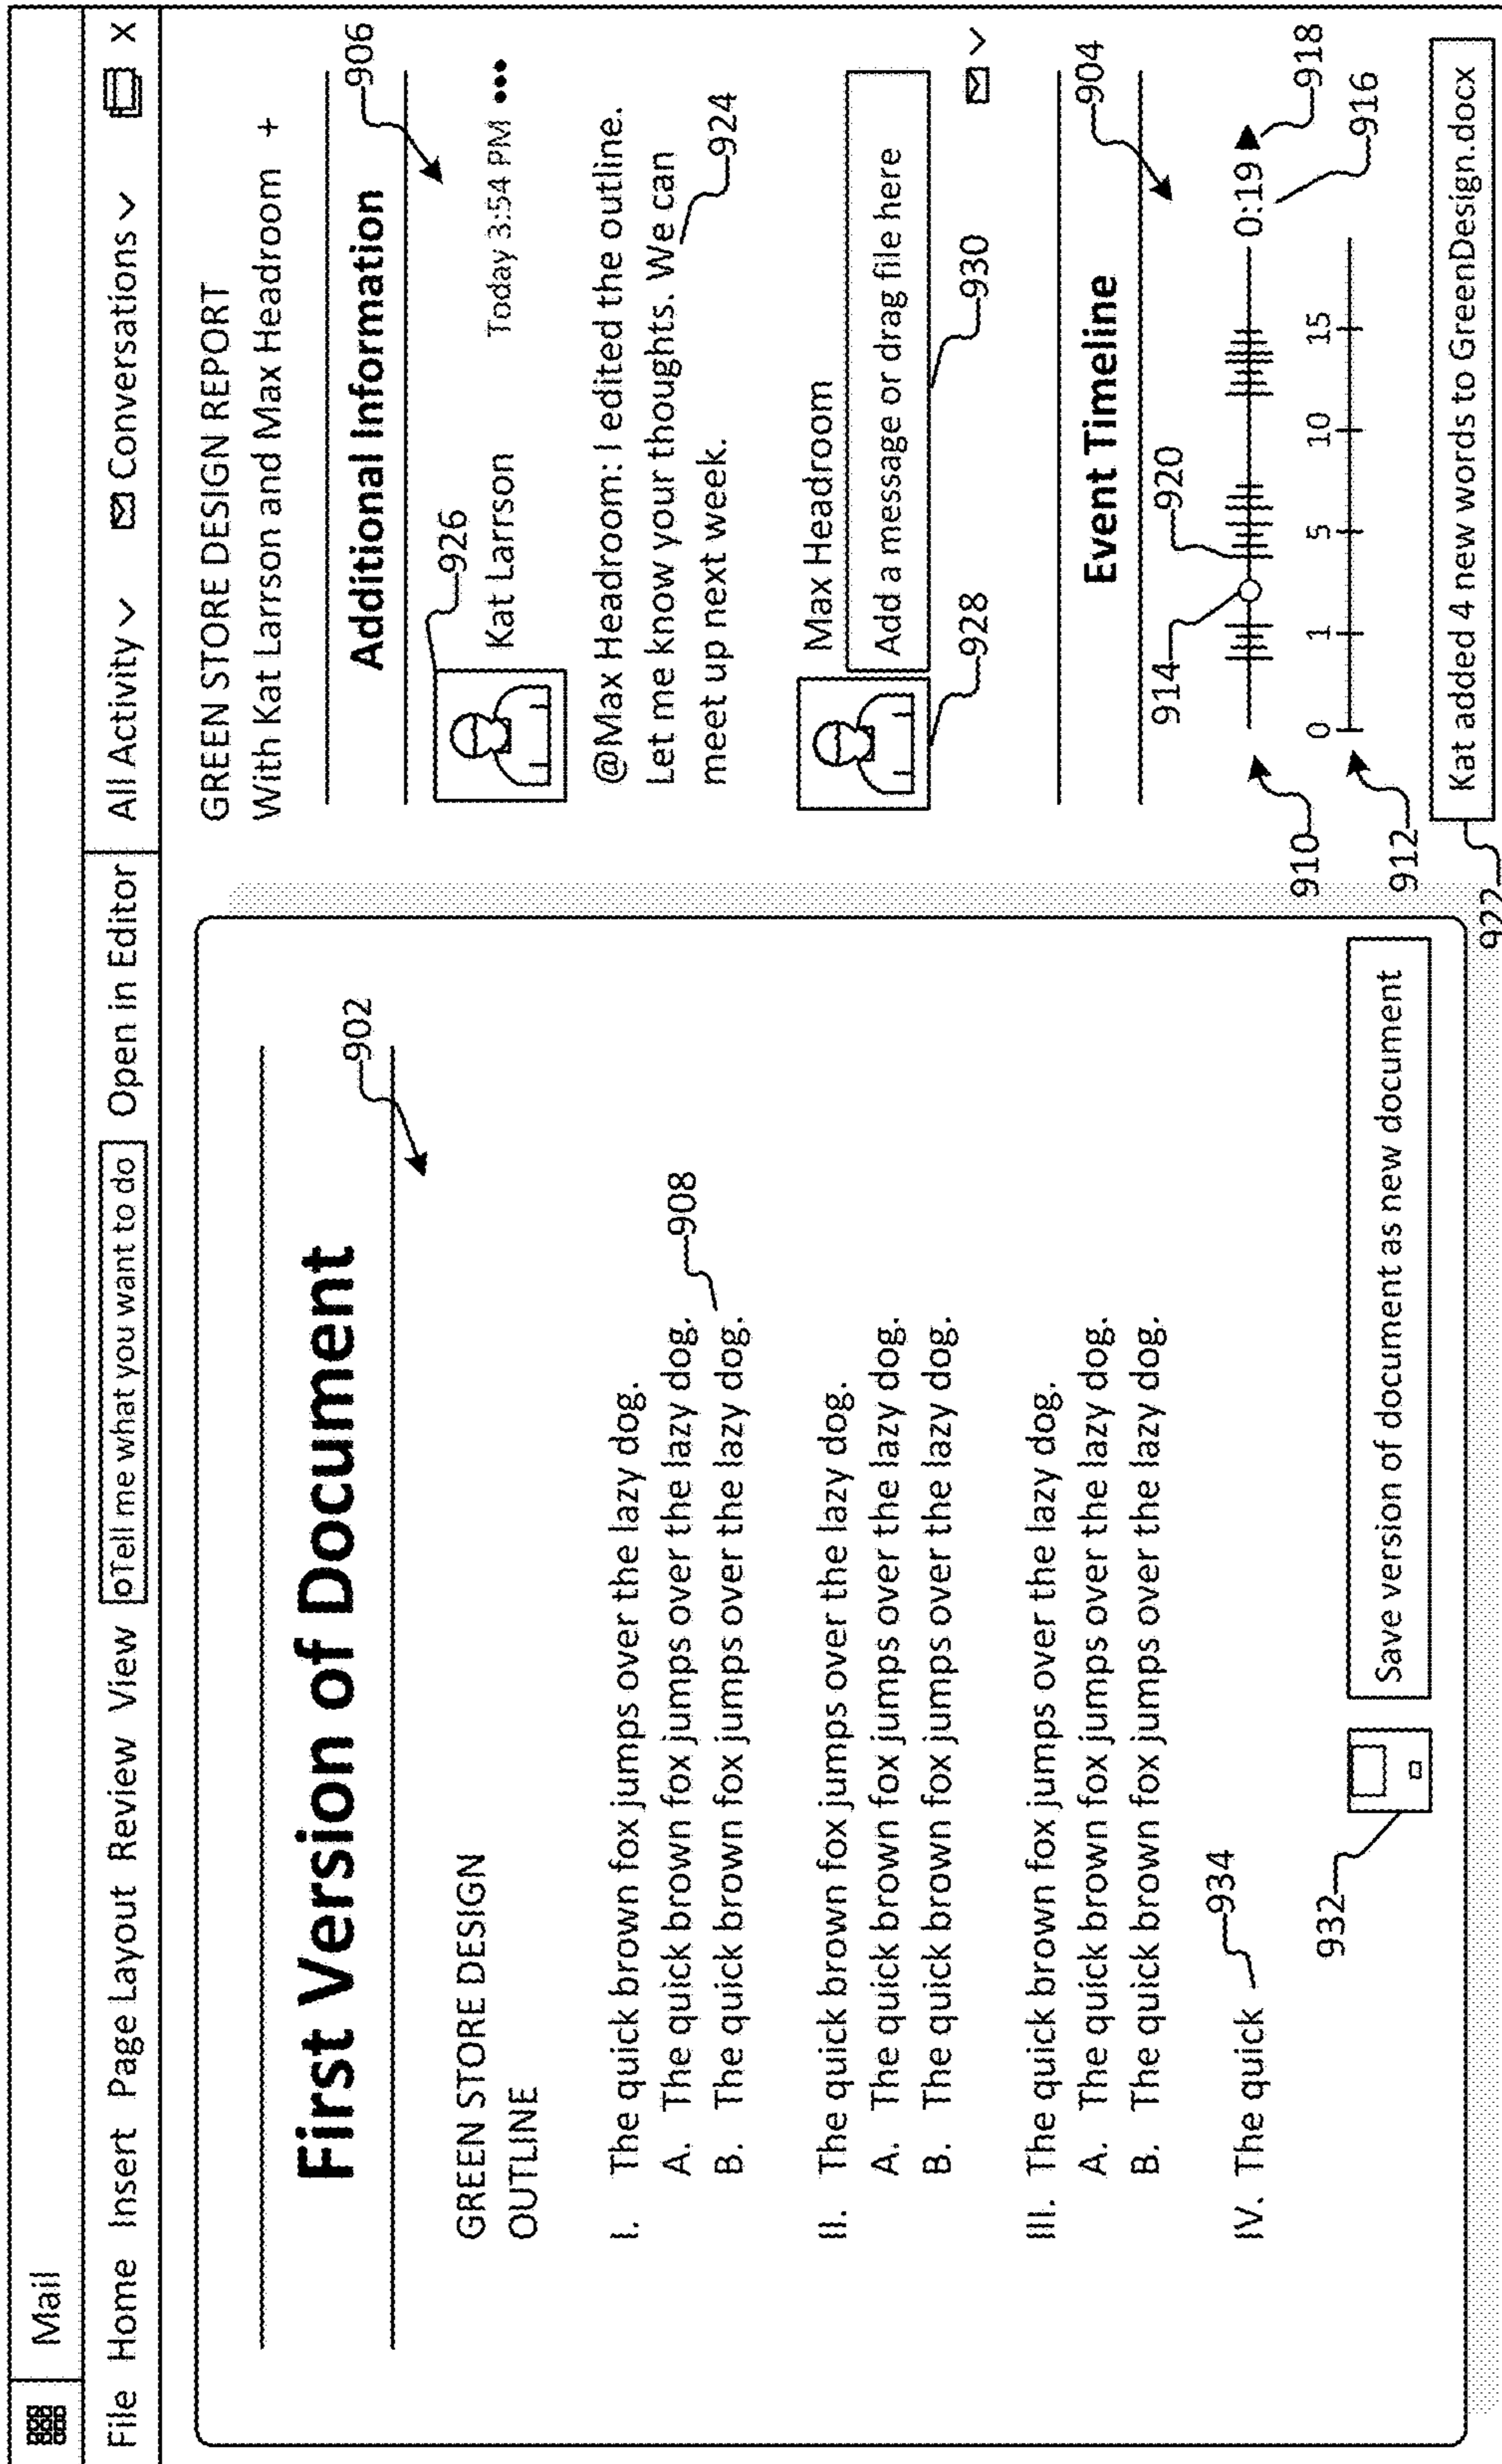 Mail
File Home Insert Page Layout Review View Tell me what you want to do Open in Editor All Activity Conversations X
First Version of Document
902
GREEN STORE DESIGN
OUTLINE
I. The quick brown fox jumps over the lazy dog.
A. The quick brown fox jumps over the lazy dog.
B. The quick brown fox jumps over the lazy dog.
908
II. The quick brown fox jumps over the lazy dog.
A. The quick brown fox jumps over the lazy dog.
B. The quick brown fox jumps over the lazy dog.
III. The quick brown fox jumps over the lazy dog.
A. The quick brown fox jumps over the lazy dog.
B. The quick brown fox jumps over the lazy dog.
IV. The quick
934
932
Save version of document as new document
GREEN STORE DESIGN REPORT
With Kat Larrson and Max Headroom +
Additional Information
906
926
Kat Larrson Today 3:54 PM •••
@Max Headroom: I edited the outline.
Let me know your thoughts. We can
meet up next week.
924
Max Headroom
Add a message or drag file here
928
930
Event Timeline
904
914
920
0:19
918
916
910
0 1 5 10 15
912
Kat added 4 new words to GreenDesign.docx
922